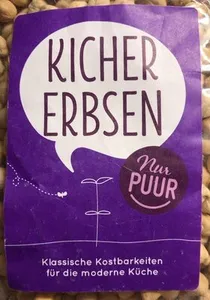 KICHER
ERBSEN
Nur
PUUR
Klassische Kostbarkeiten
für die moderne Küche